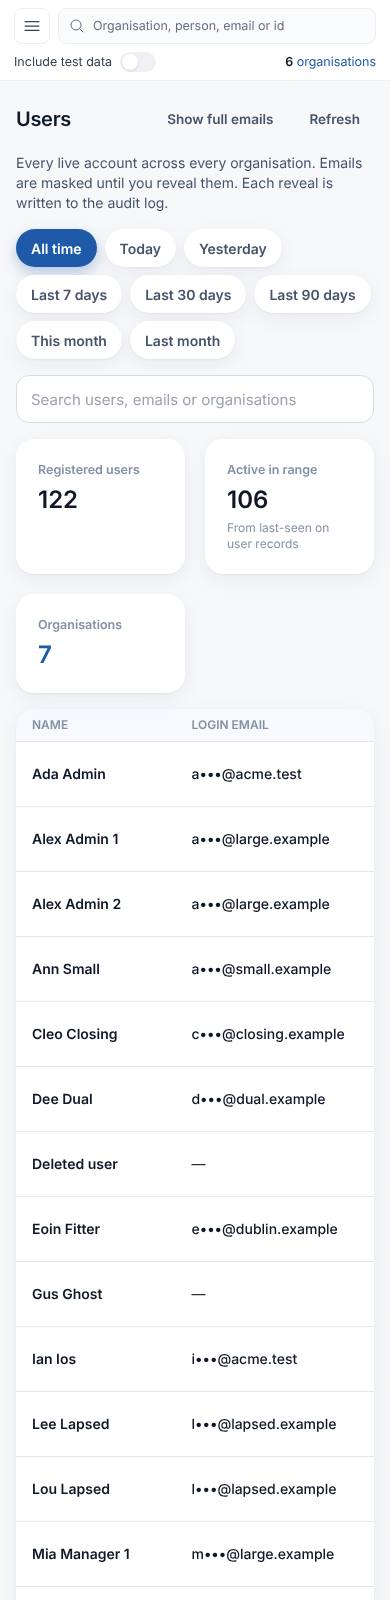 Organisation, person, email or id
Include test data
6 organisations
Users
Show full emails
Refresh
Every live account across every organisation. Emails
are masked until you reveal them. Each reveal is
written to the audit log.
All time
Today
Yesterday
Last 7 days
Last 30 days
Last 90 days
This month
Last month
Search users, emails or organisations
Registered users
122
Active in range
106
From last-seen on
user records
Organisations
7
NAME LOGIN EMAIL
Ada Admin a•••@acme.test
Alex Admin 1 a•••@large.example
Alex Admin 2 a•••@large.example
Ann Small a•••@small.example
Cleo Closing c•••@closing.example
Dee Dual d•••@dual.example
Deleted user —
Eoin Fitter e•••@dublin.example
Gus Ghost —
Ian Ios i•••@acme.test
Lee Lapsed l•••@lapsed.example
Lou Lapsed l•••@lapsed.example
Mia Manager 1 m•••@large.example